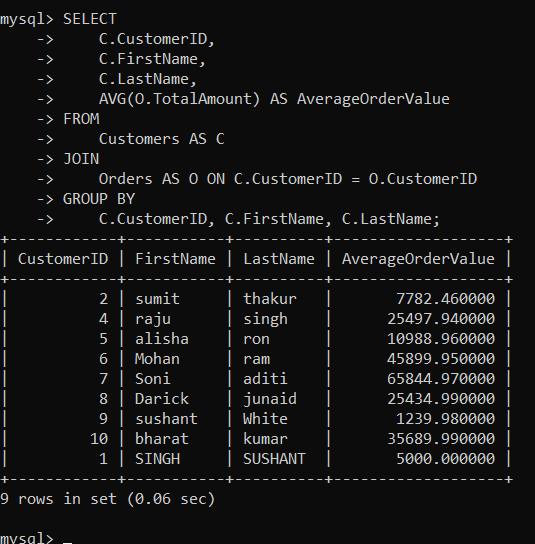 mysql> SELECT
    ->     C.CustomerID,
    ->     C.FirstName,
    ->     C.LastName,
    ->     AVG(O.TotalAmount) AS AverageOrderValue
    -> FROM
    ->     Customers AS C
    -> JOIN
    ->     Orders AS O ON C.CustomerID = O.CustomerID
    -> GROUP BY
    ->     C.CustomerID, C.FirstName, C.LastName;
+------------+-----------+----------+-------------------+
| CustomerID | FirstName | LastName | AverageOrderValue |
+------------+-----------+----------+-------------------+
|          2 | sumit     | thakur   |       7782.460000 |
|          4 | raju      | singh    |      25497.940000 |
|          5 | alisha    | ron      |      10988.960000 |
|          6 | Mohan     | ram      |      45899.950000 |
|          7 | Soni      | aditi    |      65844.970000 |
|          8 | Darick    | junaid   |      25434.990000 |
|          9 | sushant   | White    |       1239.980000 |
|         10 | bharat    | kumar    |      35689.990000 |
|          1 | SINGH     | SUSHANT  |       5000.000000 |
+------------+-----------+----------+-------------------+
9 rows in set (0.06 sec)

mysql> _